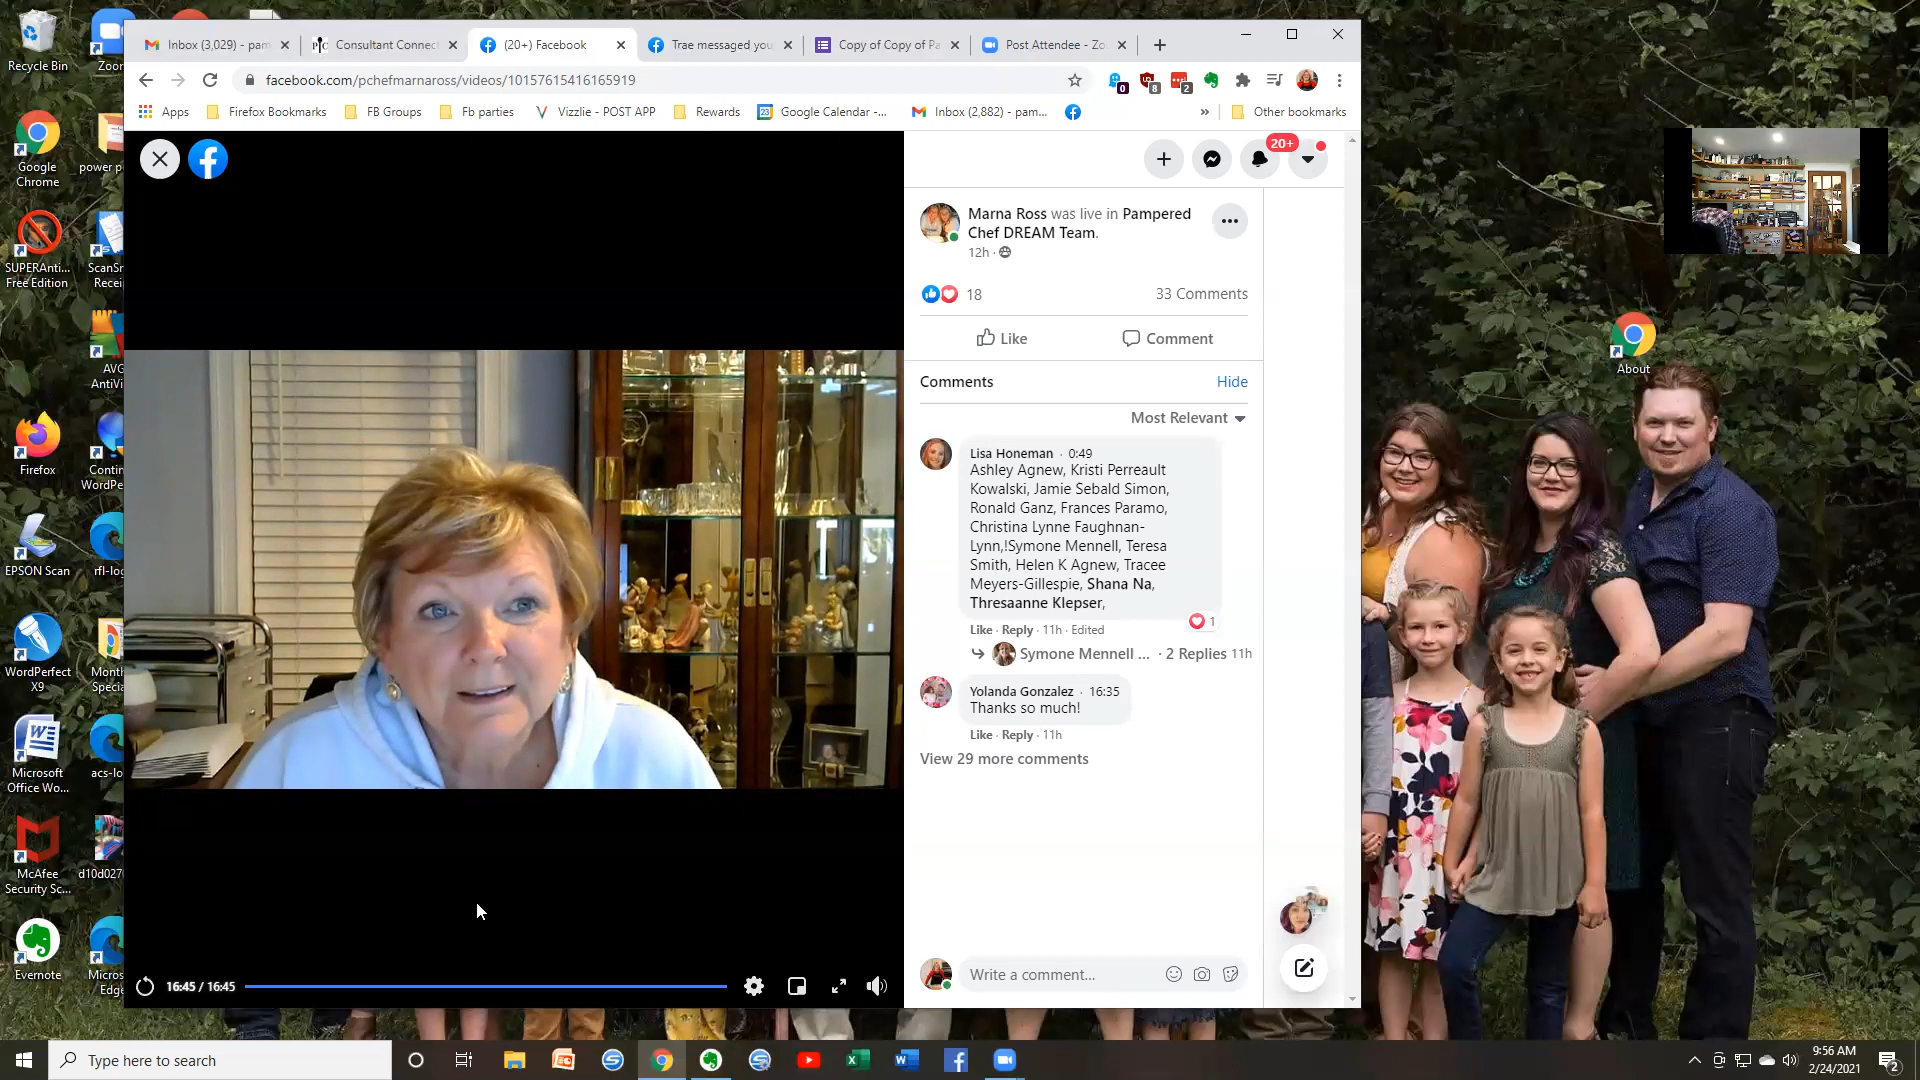 Inbox (3,029) - pam
Consultant Connect
(20+) Facebook
Trae messaged you
Copy of Copy of Pa
Post Attendee - Zo
facebook.com/pchefmarnaross/videos/10157615416165919
0
8
2
Apps
Firefox Bookmarks
FB Groups
Fb parties
Vizzlie - POST APP
Rewards
Google Calendar -...
Inbox (2,882) - pam...
»
Other bookmarks
20+
Marna Ross was live in Pampered
Chef DREAM Team.
12h ·
18
33 Comments
Like
Comment
Comments
Hide
Most Relevant
Lisa Honeman · 0:49
Ashley Agnew, Kristi Perreault
Kowalski, Jamie Sebald Simon,
Ronald Ganz, Frances Paramo,
Christina Lynne Faughnan-
Lynn,!Symone Mennell, Teresa
Smith, Helen K Agnew, Tracee
Meyers-Gillespie, Shana Na,
Thresaanne Klepser,
1
Like · Reply · 11h · Edited
Symone Mennell ... · 2 Replies 11h
Yolanda Gonzalez · 16:35
Thanks so much!
Like · Reply · 11h
View 29 more comments
Write a comment...
16:45 / 16:45
Recycle Bin
Zoom
Google
Chrome
power p
SUPERAnti...
Free Edition
ScanSn
Recei
AVG
AntiVi
Firefox
Contin
WordPe
EPSON Scan
rfl-log
WordPerfect
X9
Month
Specia
Microsoft
Office Wo...
acs-lo
McAfee
Security Sc...
d10d027
Evernote
Micros
Edge
About
Type here to search
9:56 AM
2/24/2021
2